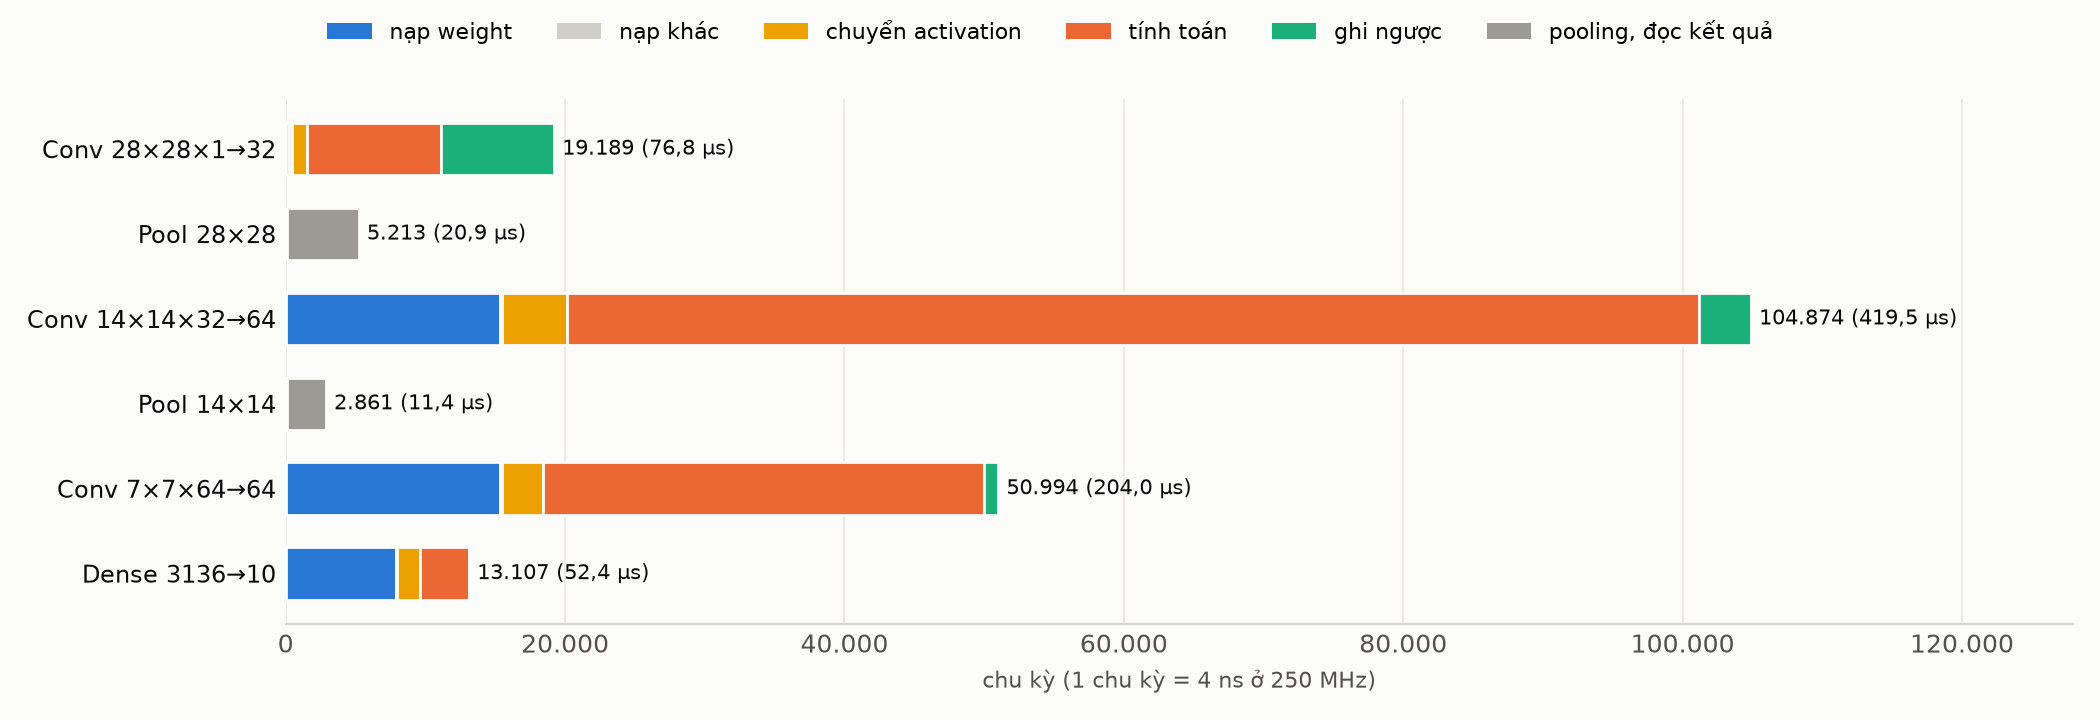 nạp weight nạp khác chuyển activation tính toán ghi ngược pooling, đọc kết quả
Conv 28×28×1→32 19.189 (76,8 µs)
Pool 28×28 5.213 (20,9 µs)
Conv 14×14×32→64 104.874 (419,5 µs)
Pool 14×14 2.861 (11,4 µs)
Conv 7×7×64→64 50.994 (204,0 µs)
Dense 3136→10 13.107 (52,4 µs)
0 20.000 40.000 60.000 80.000 100.000 120.000
chu kỳ (1 chu kỳ = 4 ns ở 250 MHz)